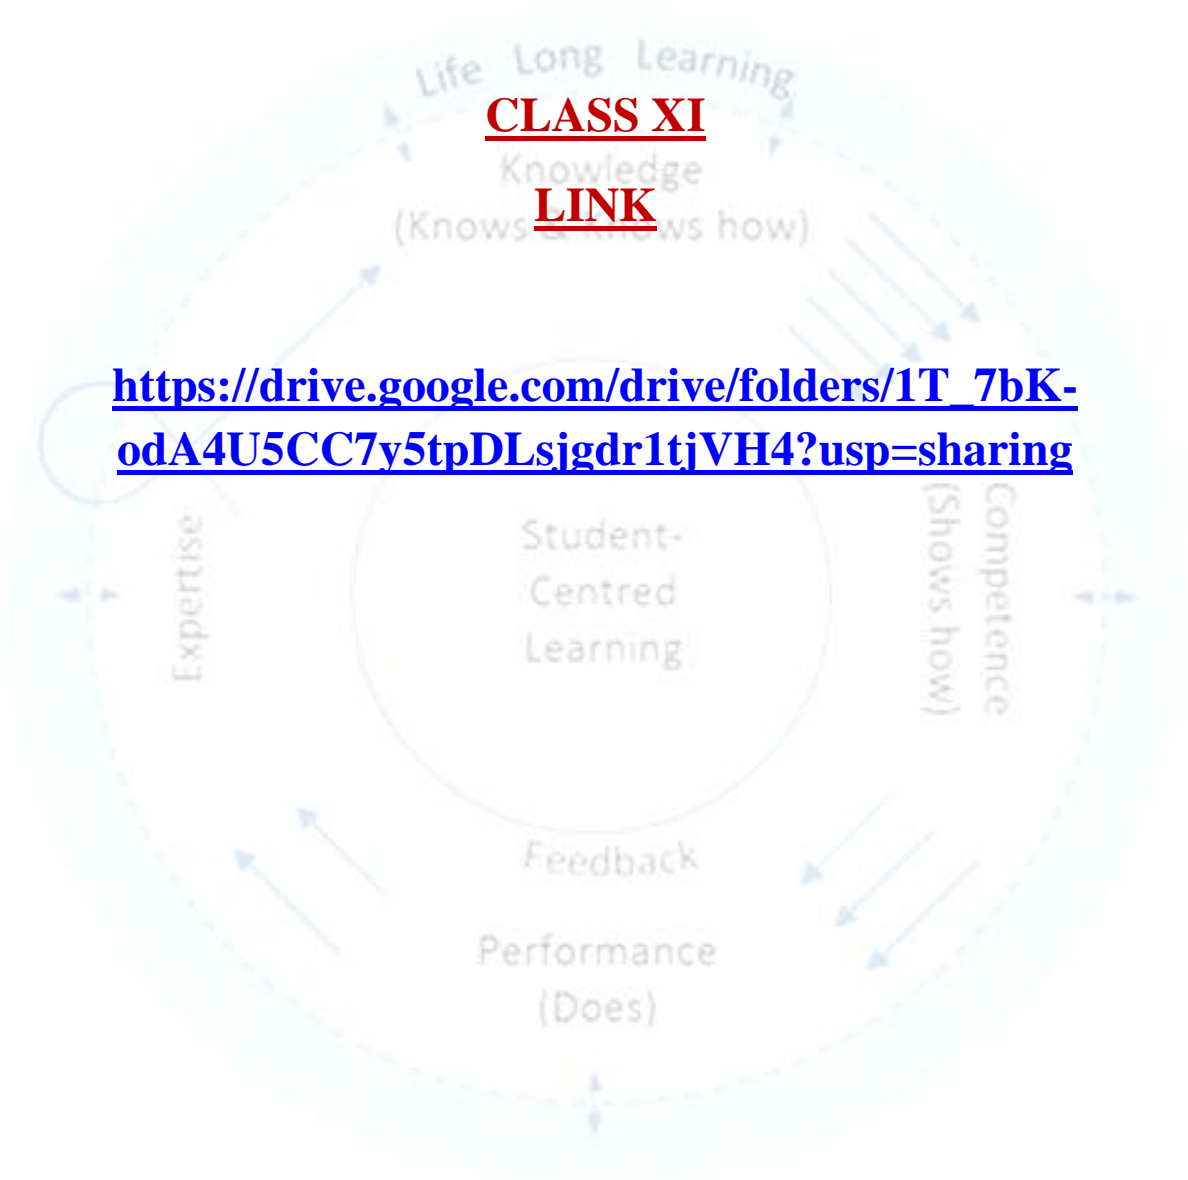 Life Long Learning
CLASS XI
Knowledge
LINK
(Knows & Knows how)
https://drive.google.com/drive/folders/1T_7bK-
odA4U5CC7y5tpDLsjgdr1tjVH4?usp=sharing
Expertise
Student-
Centred
Learning
Competence
(Shows how)
Feedback
Performance
(Does)